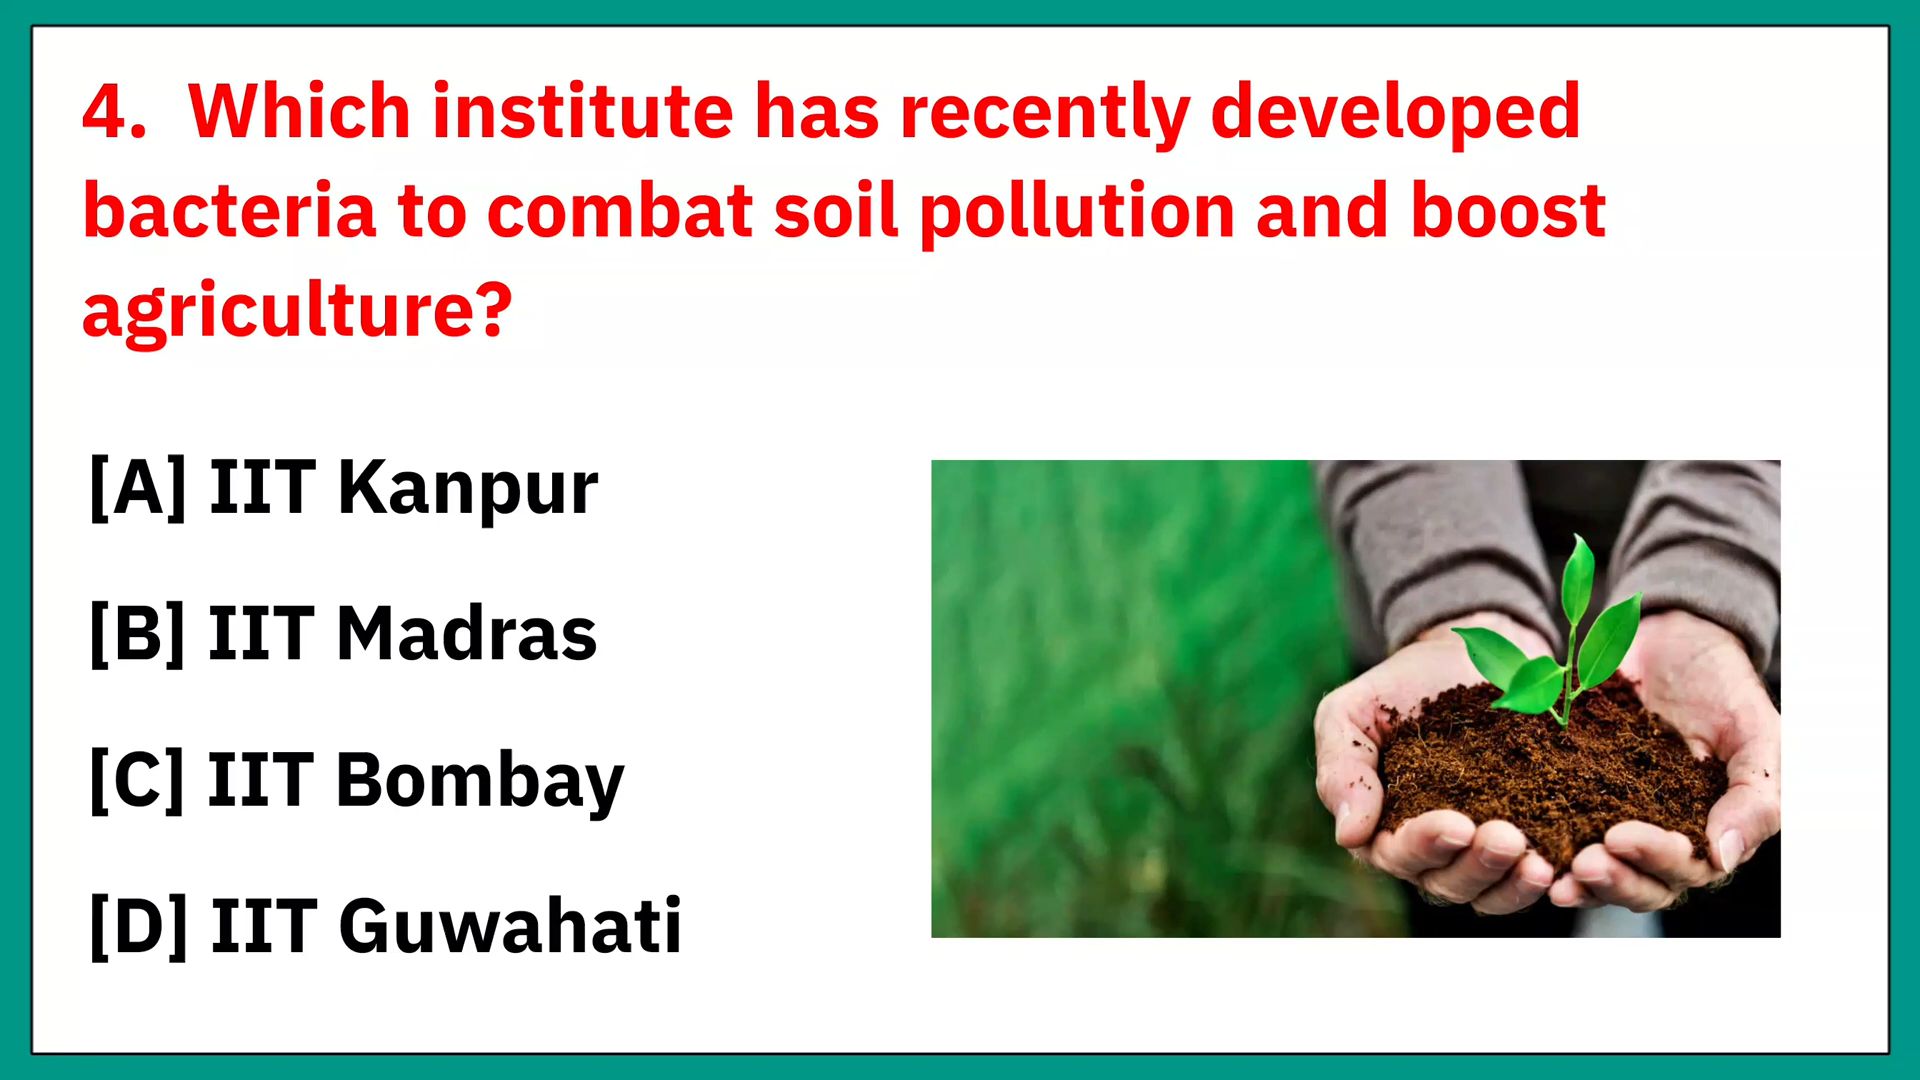 4. Which institute has recently developed
bacteria to combat soil pollution and boost
agriculture?
[A] IIT Kanpur
[B] IIT Madras
[C] IIT Bombay
[D] IIT Guwahati